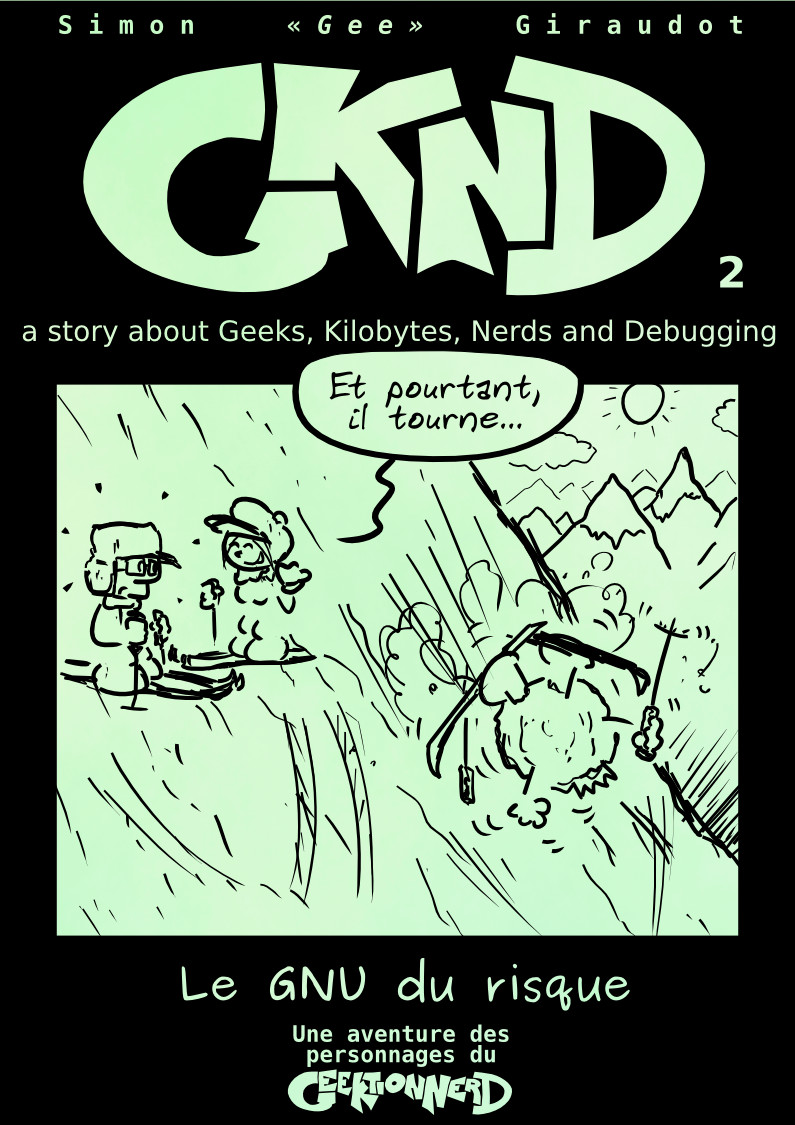 Simon «Gee» Giraudot
GKND
2
a story about Geeks, Kilobytes, Nerds and Debugging
Et pourtant,
il tourne...
Le GNU du risque
Une aventure des
personnages du
GEEKTIONNERD